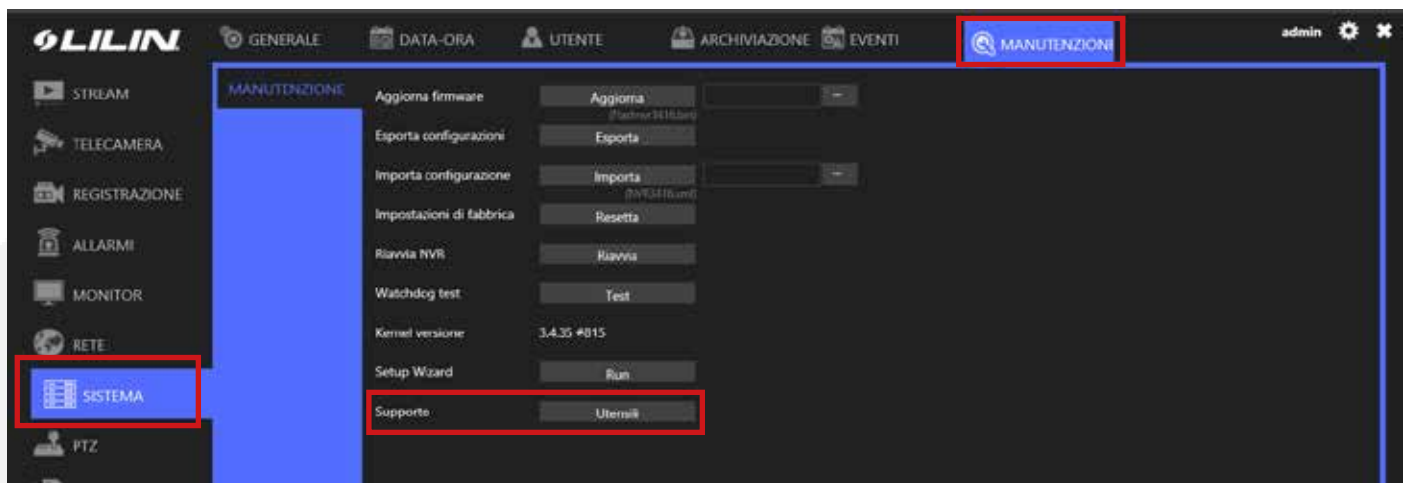 LILIN
GENERALE DATA-ORA UTENTE ARCHIVIAZIONE EVENTI MANUTENZIONI admin
STREAM
TELECAMERA
REGISTRAZIONE
ALLARMI
MONITOR
RETE
SISTEMA
PTZ
MANUTENZIONE
Aggiorna firmware Aggiorna ...
Esporta configurazioni Esporta
Importa configurazione Importa ...
Impostazioni di fabbrica Resetta
Riavvia NVR Riavvia
Watchdog test Test
Kernel versione 3.4.35 #815
Setup Wizard Run
Supporto Utensili